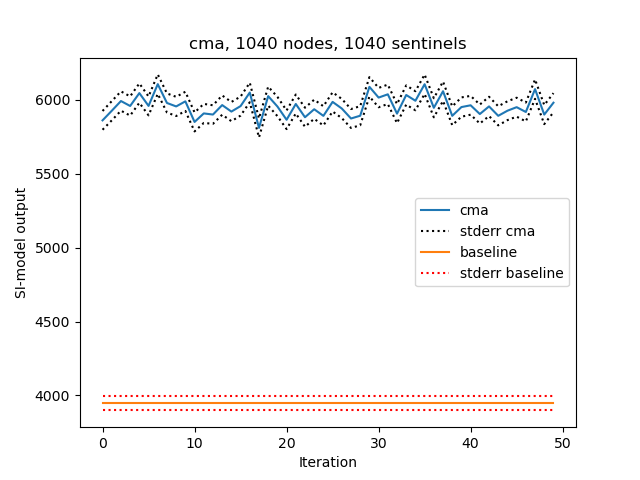 cma, 1040 nodes, 1040 sentinels
6000
5500
5000
4500
4000
SI-model output
cma
stderr cma
baseline
stderr baseline
0
10
20
30
40
50
Iteration